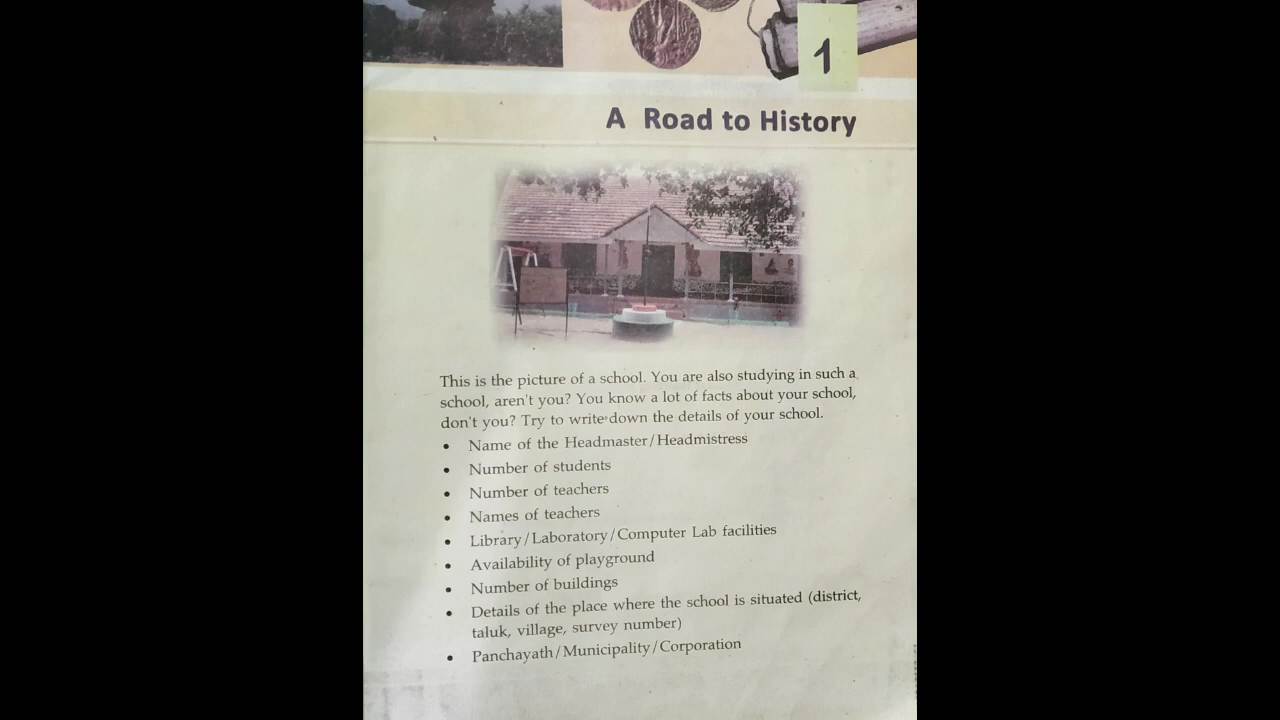 1
A Road to History
This is the picture of a school. You are also studying in such a
school, aren't you? You know a lot of facts about your school,
don't you? Try to write down the details of your school.
• Name of the Headmaster/Headmistress
• Number of students
• Number of teachers
• Names of teachers
• Library/Laboratory/Computer Lab facilities
• Availability of playground
• Number of buildings
• Details of the place where the school is situated (district,
taluk, village, survey number)
• Panchayath/Municipality/Corporation